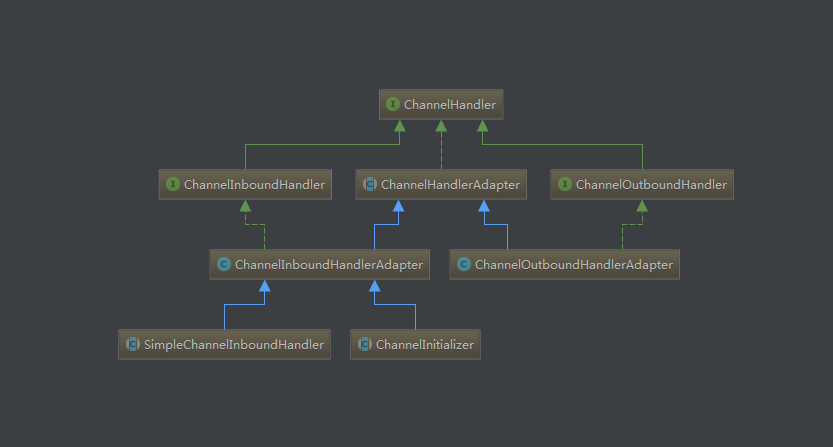 I ChannelHandler
I ChannelInboundHandler
C ChannelHandlerAdapter
I ChannelOutboundHandler
C ChannelInboundHandlerAdapter
C ChannelOutboundHandlerAdapter
C SimpleChannelInboundHandler
C ChannelInitializer